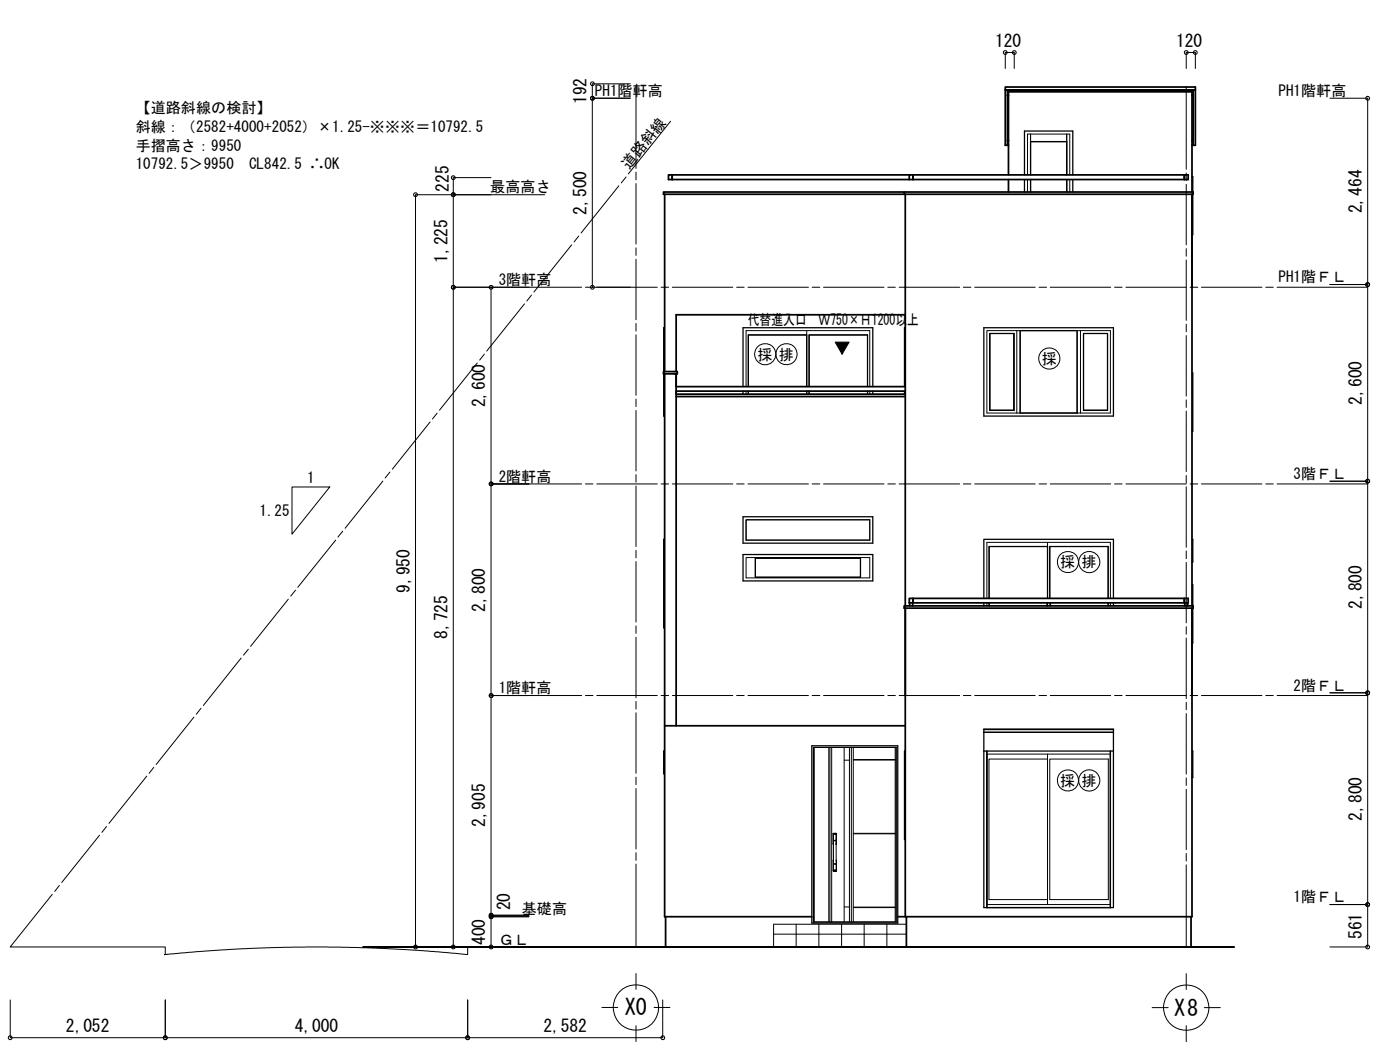 120
120
192
PH1階軒高
PH1階軒高
【道路斜線の検討】
斜線：（2582+4000+2052）×1.25-※※※＝10792.5
手摺高さ：9950
10792.5＞9950　CL842.5 ∴OK
道路斜線
225
最高高さ
2,500
2,464
1,225
3階軒高
PH1階ＦＬ
代替進入口　Ｗ750×Ｈ1200以上
採排
採
2,600
2,600
2階軒高
3階ＦＬ
1
1.25
採排
9,950
8,725
2,800
2,800
1階軒高
2階ＦＬ
採排
2,905
2,800
20
基礎高
1階ＦＬ
400
ＧＬ
561
X0
X8
2,052
4,000
2,582